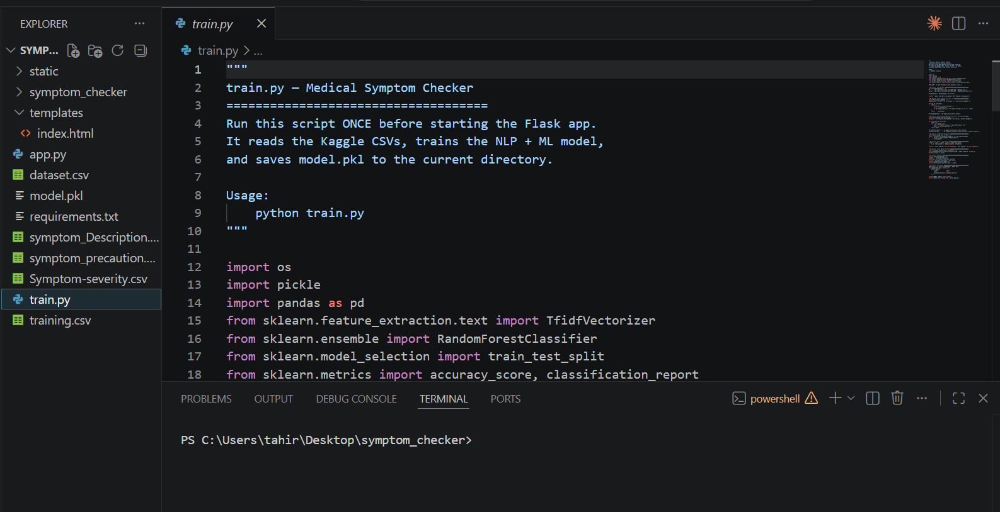 EXPLORER
SYMP...
static
symptom_checker
templates
index.html
app.py
dataset.csv
model.pkl
requirements.txt
symptom_Description....
symptom_precaution....
Symptom-severity.csv
train.py
training.csv
train.py
train.py > ...
1 """
2 train.py — Medical Symptom Checker
3 ====================================
4 Run this script ONCE before starting the Flask app.
5 It reads the Kaggle CSVs, trains the NLP + ML model,
6 and saves model.pkl to the current directory.
7
8 Usage:
9     python train.py
10 """
11
12 import os
13 import pickle
14 import pandas as pd
15 from sklearn.feature_extraction.text import TfidfVectorizer
16 from sklearn.ensemble import RandomForestClassifier
17 from sklearn.model_selection import train_test_split
18 from sklearn.metrics import accuracy_score, classification_report
PROBLEMS OUTPUT DEBUG CONSOLE TERMINAL PORTS
powershell
PS C:\Users\tahir\Desktop\symptom_checker>